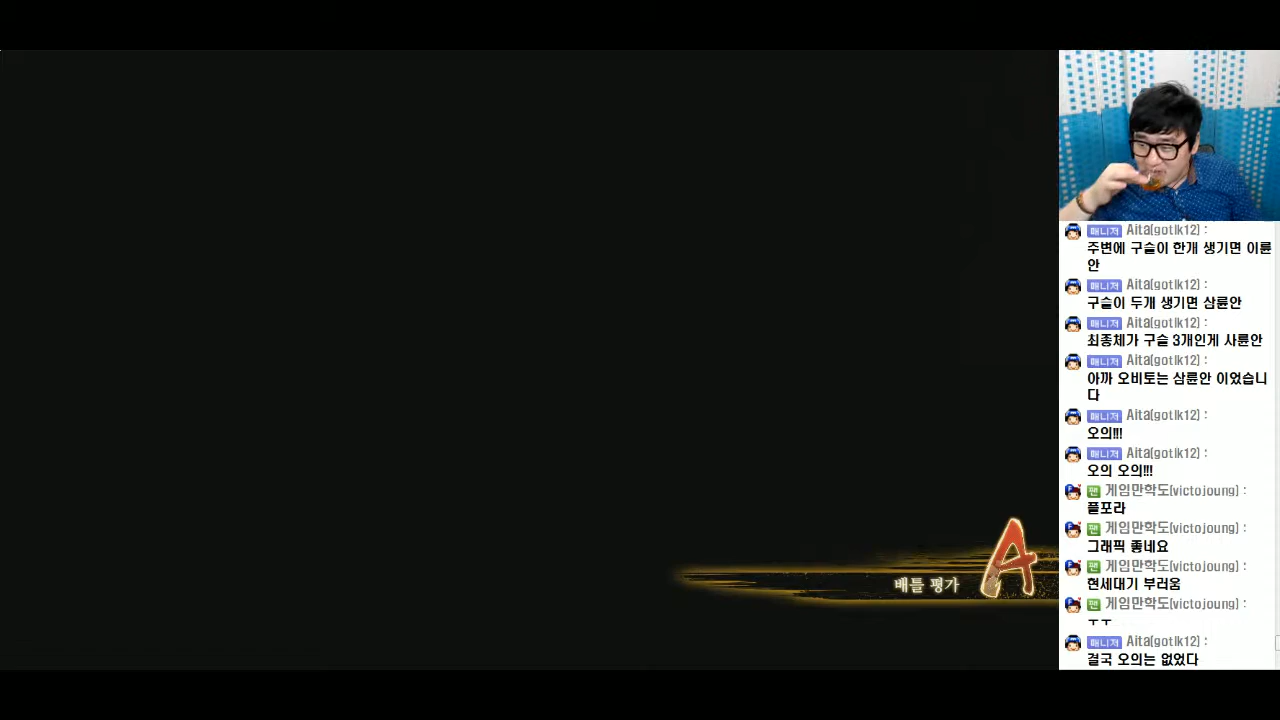 매니저 Aita(gotlk12) :
주변에 구슬이 한개 생기면 이륜
안
매니저 Aita(gotlk12) :
구슬이 두개 생기면 삼륜안
매니저 Aita(gotlk12) :
최종체가 구슬 3개인게 사륜안
매니저 Aita(gotlk12) :
아까 오비토는 삼륜안 이었습니
다
매니저 Aita(gotlk12) :
오의!!!
매니저 Aita(gotlk12) :
오의 오의!!!
팬 게임만학도(victojoung) :
플포라
팬 게임만학도(victojoung) :
그래픽 좋네요
팬 게임만학도(victojoung) :
현세대기 부러움
팬 게임만학도(victojoung) :
ㅜㅜ
매니저 Aita(gotlk12) :
결국 오의는 없었다
배틀 평가 A